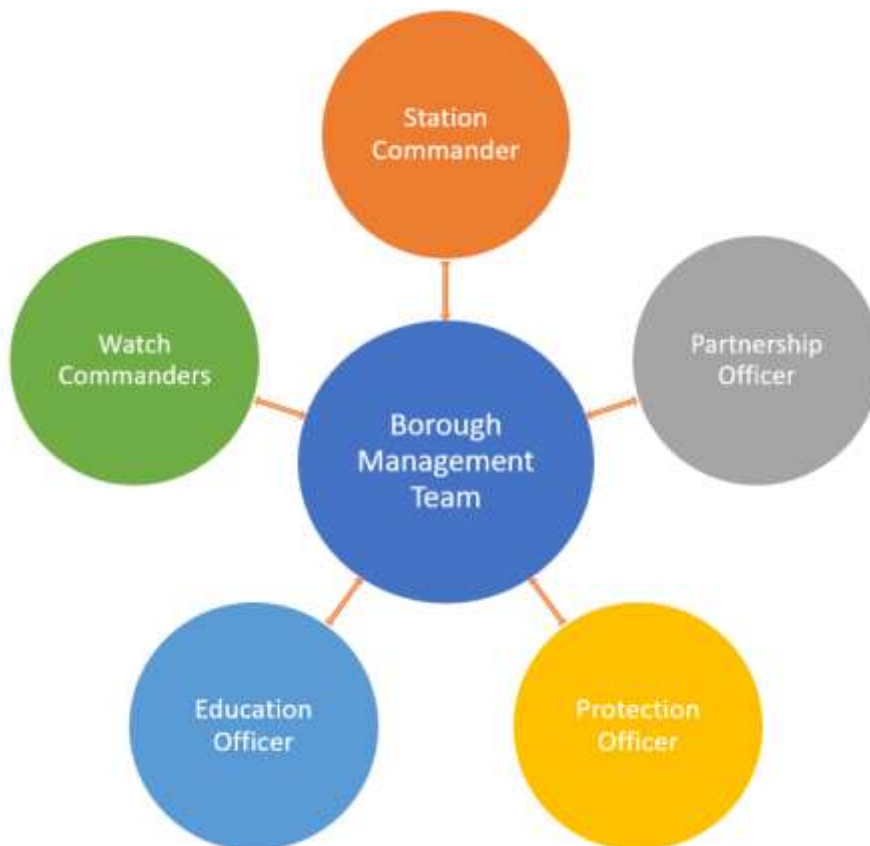 Station
Commander
Watch
Commanders
Partnership
Officer
Borough
Management
Team
Education
Officer
Protection
Officer